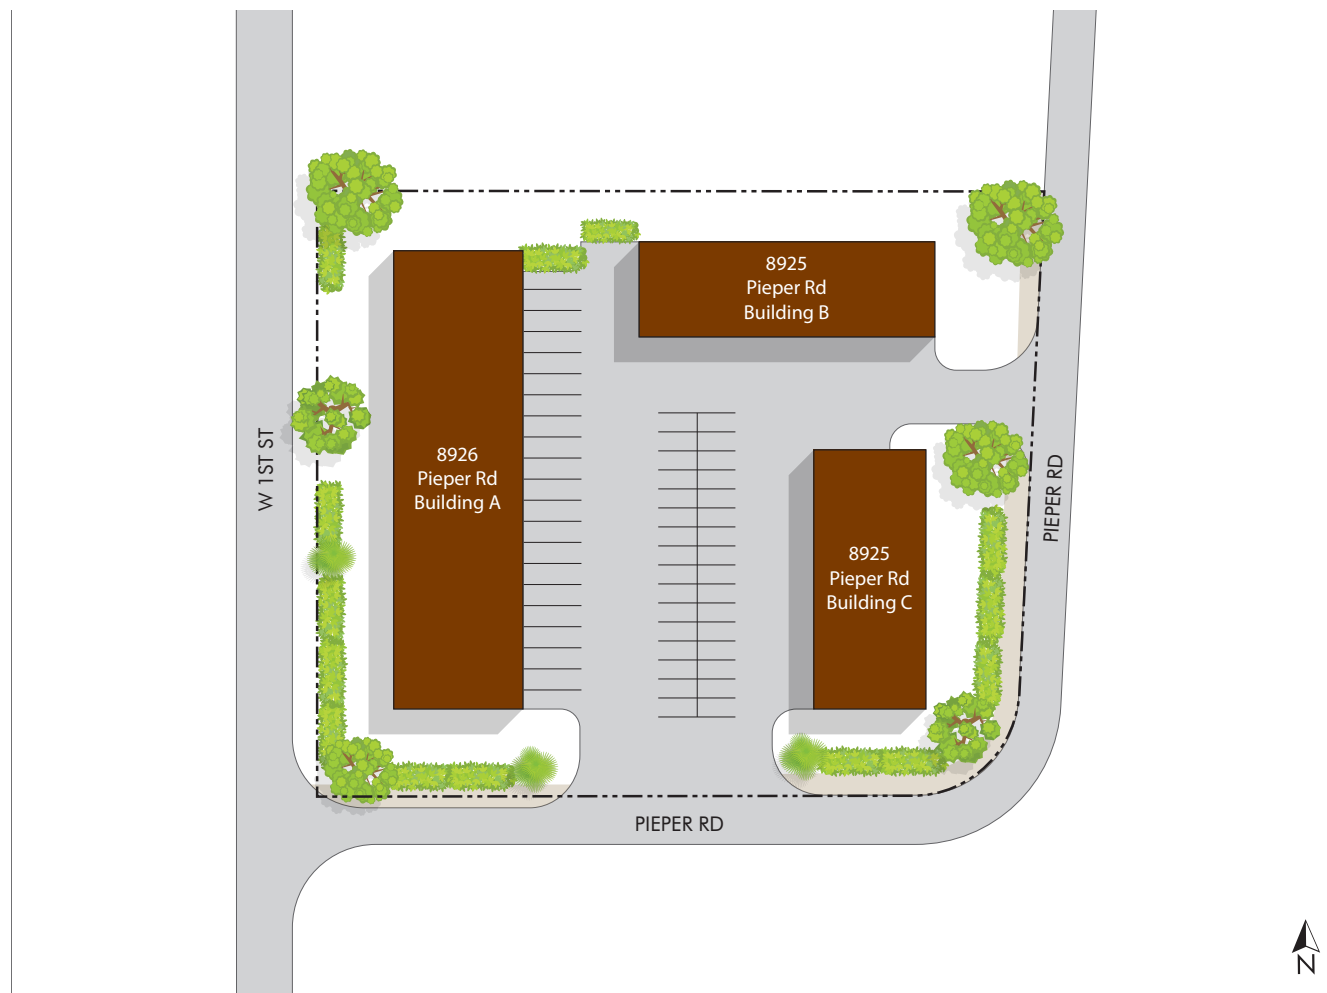 8925
Pieper Rd
Building B
8926
Pieper Rd
Building A
8925
Pieper Rd
Building C
W 1ST ST
PIEPER RD
PIEPER RD
N